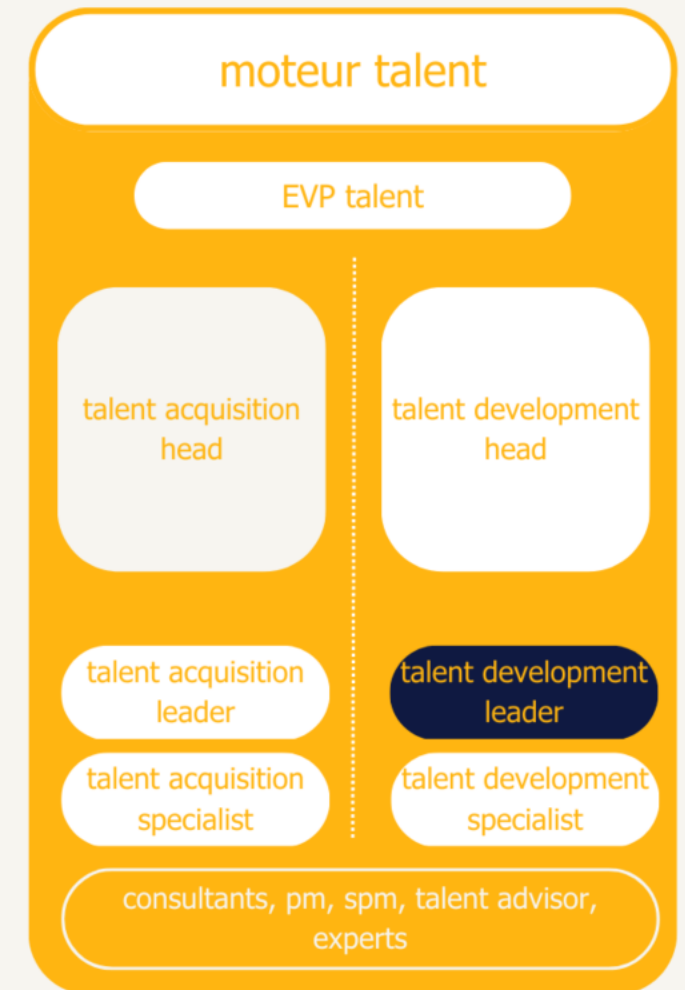 moteur talent
EVP talent
talent acquisition
head
talent development
head
talent acquisition
leader
talent development
leader
talent acquisition
specialist
talent development
specialist
consultants, pm, spm, talent advisor,
experts